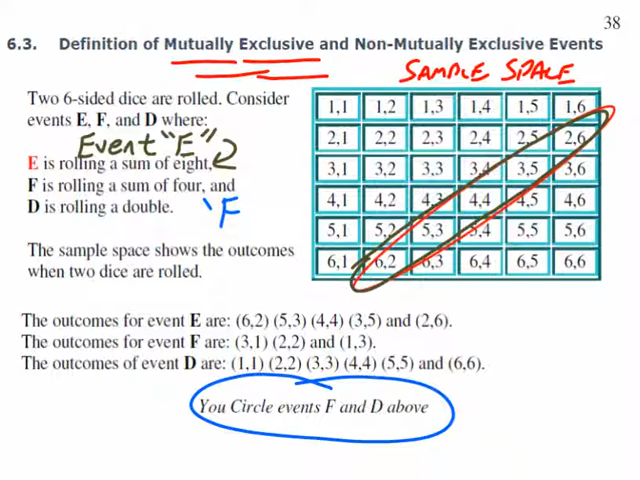 38
6.3. Definition of Mutually Exclusive and Non-Mutually Exclusive Events
SAMPLE SPACE
Two 6-sided dice are rolled. Consider
events E, F, and D where:
Event "E"
E is rolling a sum of eight,
F is rolling a sum of four, and
D is rolling a double.
"F
The sample space shows the outcomes
when two dice are rolled.
1,1 1,2 1,3 1,4 1,5 1,6
2,1 2,2 2,3 2,4 2,5 2,6
3,1 3,2 3,3 3,4 3,5 3,6
4,1 4,2 4,3 4,4 4,5 4,6
5,1 5,2 5,3 5,4 5,5 5,6
6,1 6,2 6,3 6,4 6,5 6,6
The outcomes for event E are: (6,2) (5,3) (4,4) (3,5) and (2,6).
The outcomes for event F are: (3,1) (2,2) and (1,3).
The outcomes of event D are: (1,1) (2,2) (3,3) (4,4) (5,5) and (6,6).
You Circle events F and D above